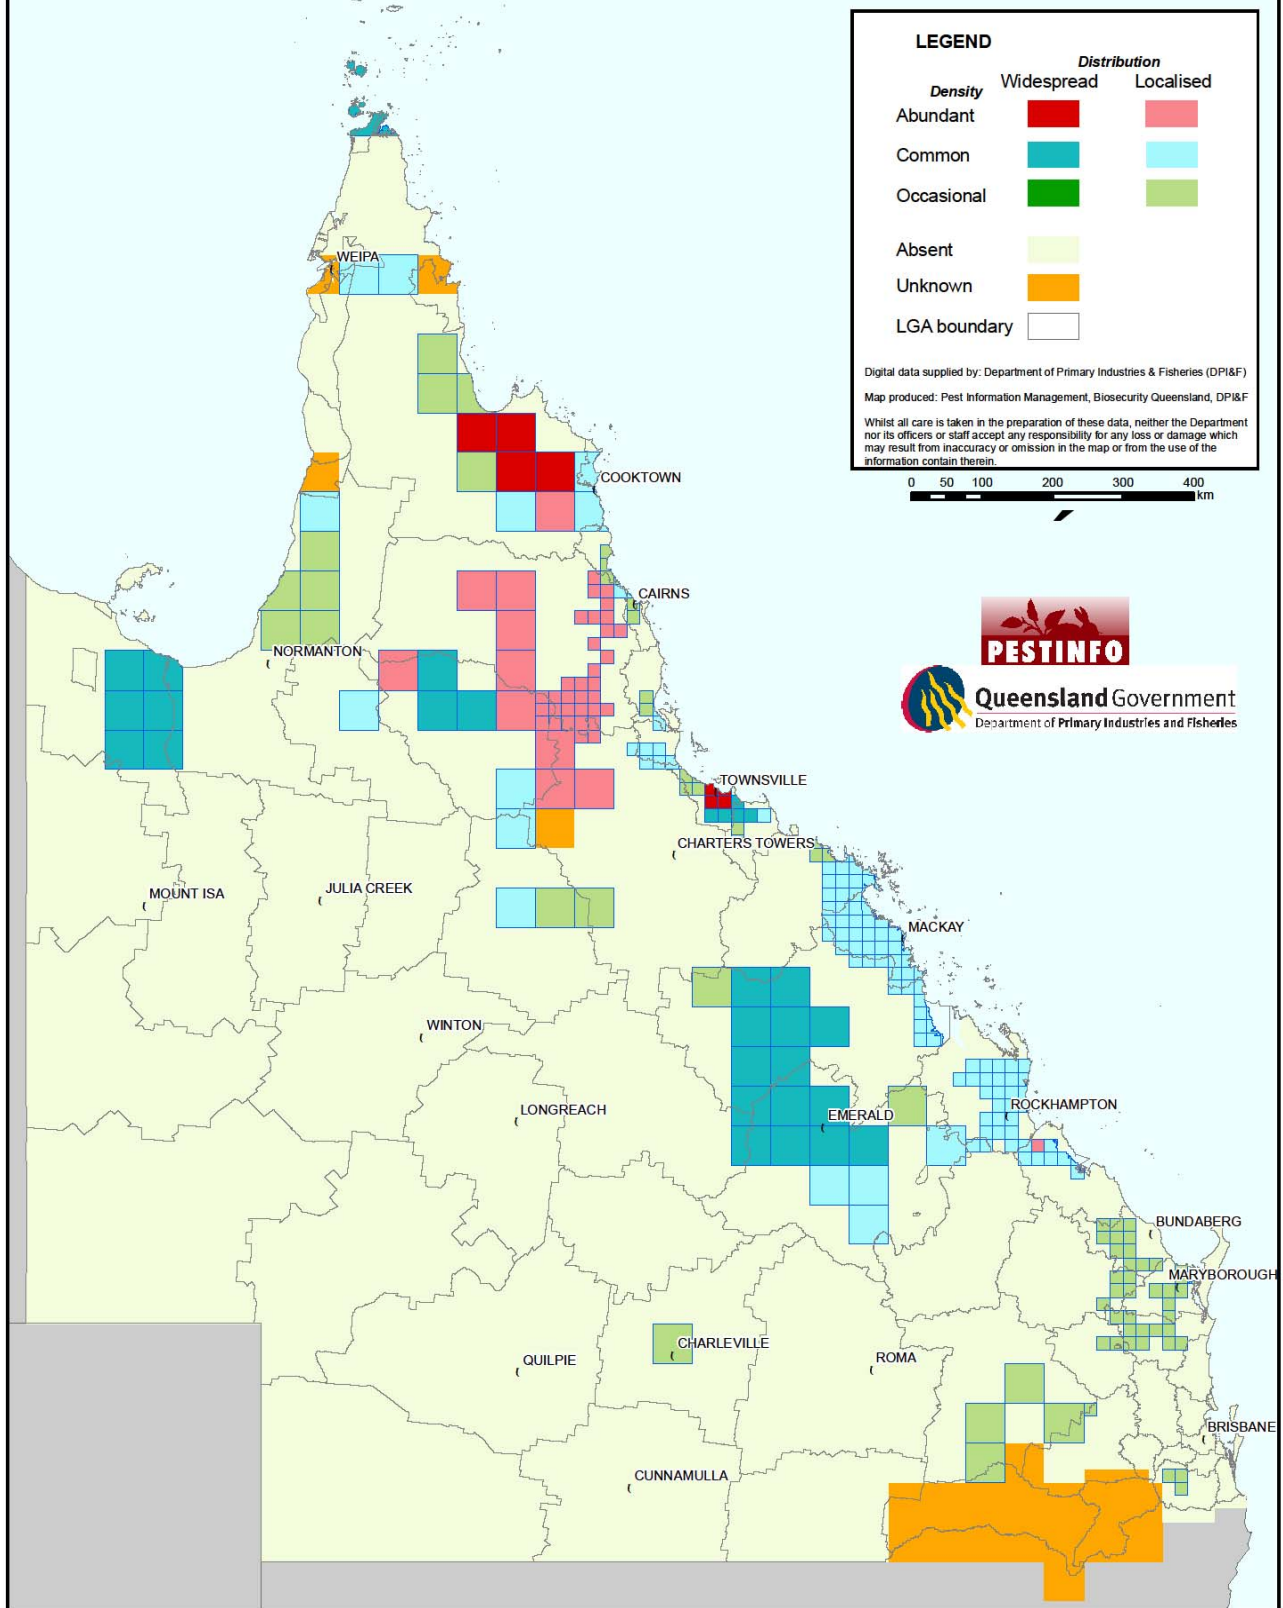 LEGEND
Distribution
Density Widespread Localised
Abundant
Common
Occasional
Absent
Unknown
LGA boundary
Digital data supplied by: Department of Primary Industries & Fisheries (DPI&F)
Map produced: Pest Information Management, Biosecurity Queensland, DPI&F
Whilst all care is taken in the preparation of these data, neither the Department
nor its officers or staff accept any responsibility for any loss or damage which
may result from inaccuracy or omission in the map or from the use of the
information contain therein.
0 50 100 200 300 400
km
WEIPA
COOKTOWN
CAIRNS
PESTINFO
NORMANTON
Queensland Government
Department of Primary Industries and Fisheries
TOWNSVILLE
CHARTERS TOWERS
MOUNT ISA
JULIA CREEK
MACKAY
WINTON
LONGREACH
EMERALD
ROCKHAMPTON
BUNDABERG
MARYBOROUGH
CHARLEVILLE
QUILPIE
ROMA
BRISBANE
CUNNAMULLA